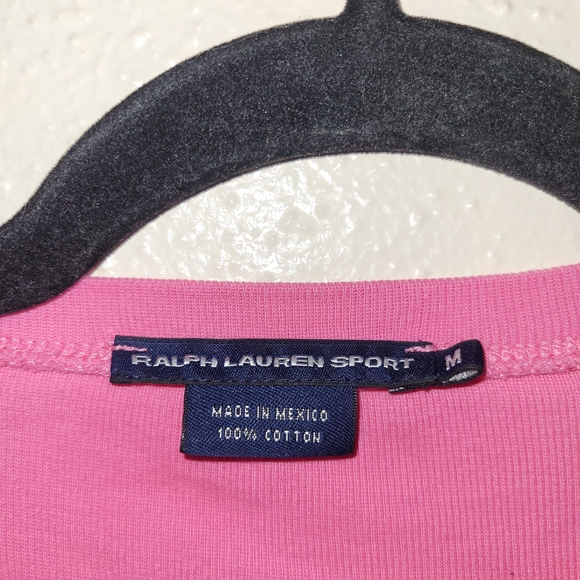 RALPH LAUREN SPORT
M
MADE IN MEXICO
100% COTTON